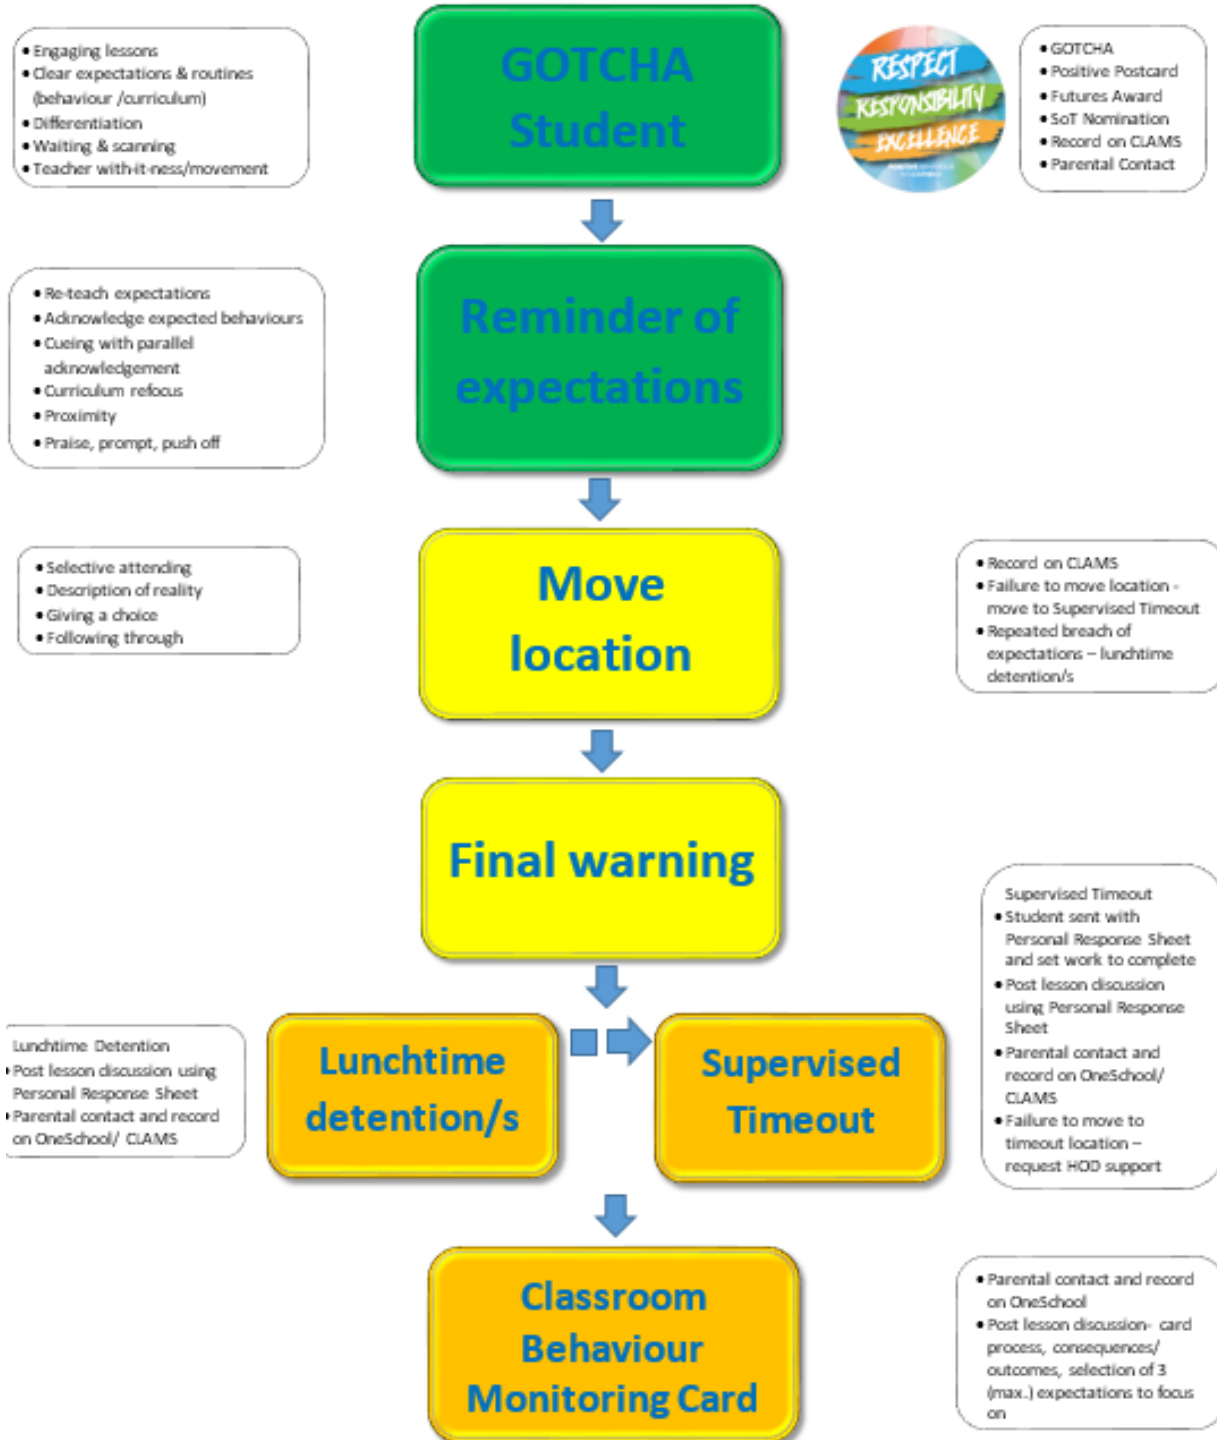 • Engaging lessons
• Clear expectations & routines
(behaviour /curriculum)
• Differentiation
• Waiting & scanning
• Teacher with-it-ness/movement
GOTCHA
Student
RESPECT
RESPONSIBILITY
EXCELLENCE
• GOTCHA
• Positive Postcard
• Futures Award
• SoT Nomination
• Record on CLAMS
• Parental Contact
• Re-teach expectations
• Acknowledge expected behaviours
• Cueing with parallel
acknowledgement
• Curriculum refocus
• Proximity
• Praise, prompt, push off
Reminder of
expectations
• Selective attending
• Description of reality
• Giving a choice
• Following through
Move
location
• Record on CLAMS
• Failure to move location -
move to Supervised Timeout
• Repeated breach of
expectations – lunchtime
detention/s
Final warning
Lunchtime Detention
• Post lesson discussion using
Personal Response Sheet
• Parental contact and record
on OneSchool/ CLAMS
Lunchtime
detention/s
Supervised
Timeout
Supervised Timeout
• Student sent with
Personal Response Sheet
and set work to complete
• Post lesson discussion
using Personal Response
Sheet
• Parental contact and
record on OneSchool/
CLAMS
• Failure to move to
timeout location –
request HOD support
Classroom
Behaviour
Monitoring Card
• Parental contact and record
on OneSchool
• Post lesson discussion- card
process, consequences/
outcomes, selection of 3
(max.) expectations to focus
on